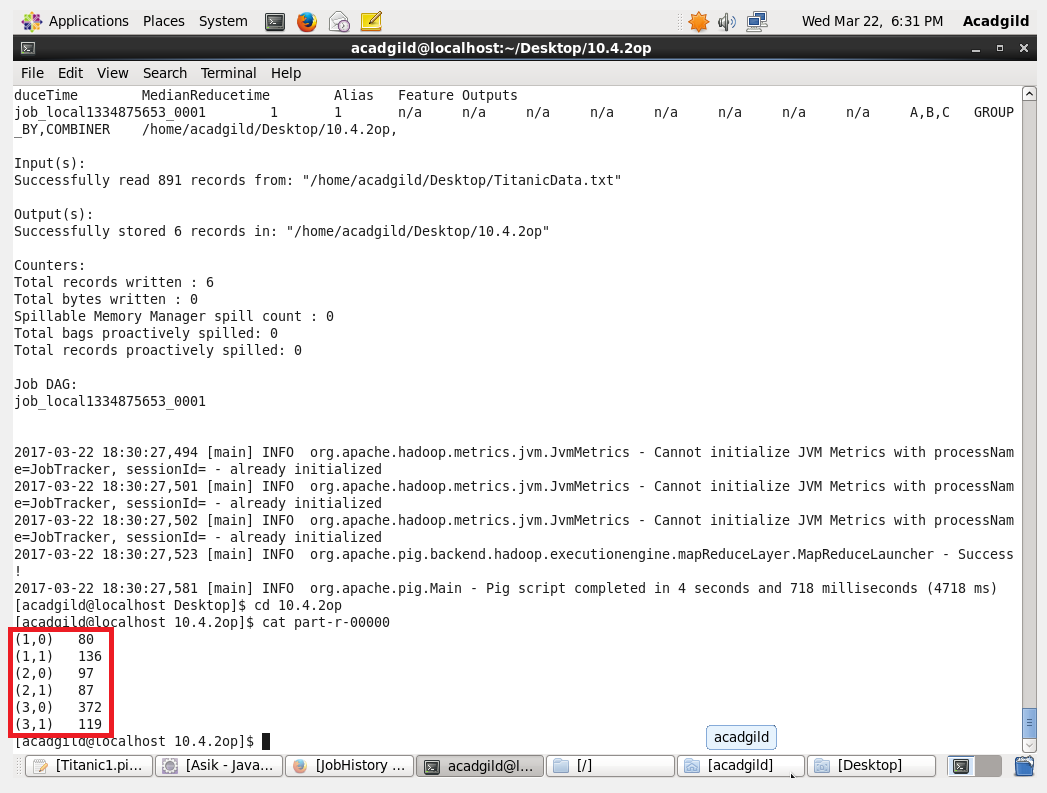 Applications Places System Wed Mar 22, 6:31 PM Acadgild
acadgild@localhost:~/Desktop/10.4.2op
File Edit View Search Terminal Help
duceTime MedianReducetime Alias Feature Outputs
job_local1334875653_0001 1 1 n/a n/a n/a n/a n/a n/a n/a n/a A,B,C GROUP
_BY,COMBINER /home/acadgild/Desktop/10.4.2op,
Input(s):
Successfully read 891 records from: "/home/acadgild/Desktop/TitanicData.txt"
Output(s):
Successfully stored 6 records in: "/home/acadgild/Desktop/10.4.2op"
Counters:
Total records written : 6
Total bytes written : 0
Spillable Memory Manager spill count : 0
Total bags proactively spilled: 0
Total records proactively spilled: 0
Job DAG:
job_local1334875653_0001
2017-03-22 18:30:27,494 [main] INFO org.apache.hadoop.metrics.jvm.JvmMetrics - Cannot initialize JVM Metrics with processNam
e=JobTracker, sessionId= - already initialized
2017-03-22 18:30:27,501 [main] INFO org.apache.hadoop.metrics.jvm.JvmMetrics - Cannot initialize JVM Metrics with processNam
e=JobTracker, sessionId= - already initialized
2017-03-22 18:30:27,502 [main] INFO org.apache.hadoop.metrics.jvm.JvmMetrics - Cannot initialize JVM Metrics with processNam
e=JobTracker, sessionId= - already initialized
2017-03-22 18:30:27,523 [main] INFO org.apache.pig.backend.hadoop.executionengine.mapReduceLayer.MapReduceLauncher - Success
!
2017-03-22 18:30:27,581 [main] INFO org.apache.pig.Main - Pig script completed in 4 seconds and 718 milliseconds (4718 ms)
[acadgild@localhost Desktop]$ cd 10.4.2op
[acadgild@localhost 10.4.2op]$ cat part-r-00000
(1,0) 80
(1,1) 136
(2,0) 97
(2,1) 87
(3,0) 372
(3,1) 119
[acadgild@localhost 10.4.2op]$
acadgild
[Titanic1.pi... [Asik - Java... [JobHistory ... acadgild@l... [/] [acadgild] [Desktop]